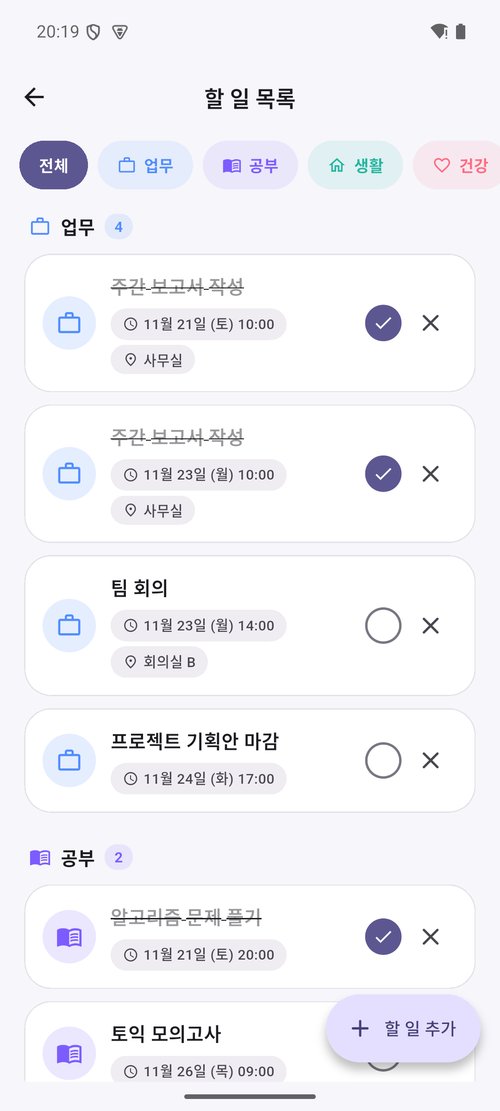 20:19
할 일 목록
전체 업무 공부 생활 건강
업무 4
주간 보고서 작성
11월 21일 (토) 10:00
사무실
주간 보고서 작성
11월 23일 (월) 10:00
사무실
팀 회의
11월 23일 (월) 14:00
회의실 B
프로젝트 기획안 마감
11월 24일 (화) 17:00
공부 2
알고리즘 문제 풀기
11월 21일 (토) 20:00
토익 모의고사
11월 26일 (목) 09:00
할 일 추가